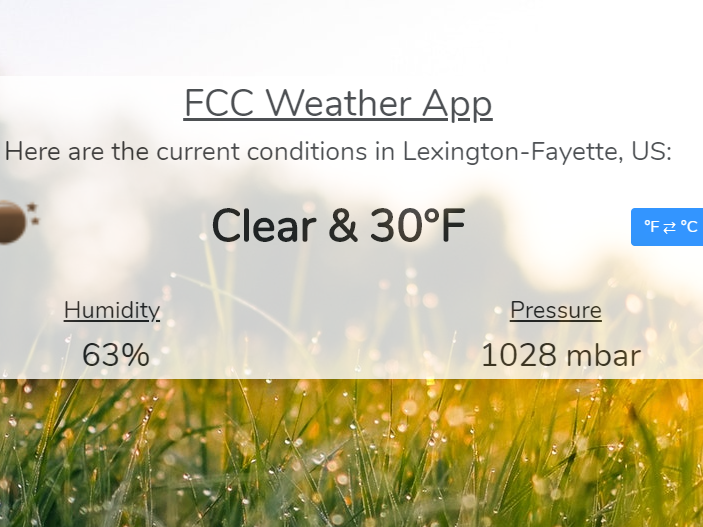 FCC Weather App
Here are the current conditions in Lexington-Fayette, US:
Clear & 30°F
°F ⇄ °C
Humidity
Pressure
63%
1028 mbar